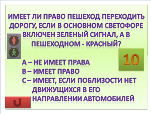 ИМЕЕТ ЛИ ПРАВО ПЕШЕХОД ПЕРЕХОДИТЬ
ДОРОГУ, ЕСЛИ В ОСНОВНОМ СВЕТОФОРЕ
ВКЛЮЧЕН ЗЕЛЕНЫЙ СИГНАЛ, А В
ПЕШЕХОДНОМ - КРАСНЫЙ?
А – НЕ ИМЕЕТ ПРАВА
В – ИМЕЕТ ПРАВО
С – ИМЕЕТ, ЕСЛИ ПОБЛИЗОСТИ НЕТ
ДВИЖУЩИХСЯ В ЕГО
НАПРАВЛЕНИИ АВТОМОБИЛЕЙ
10